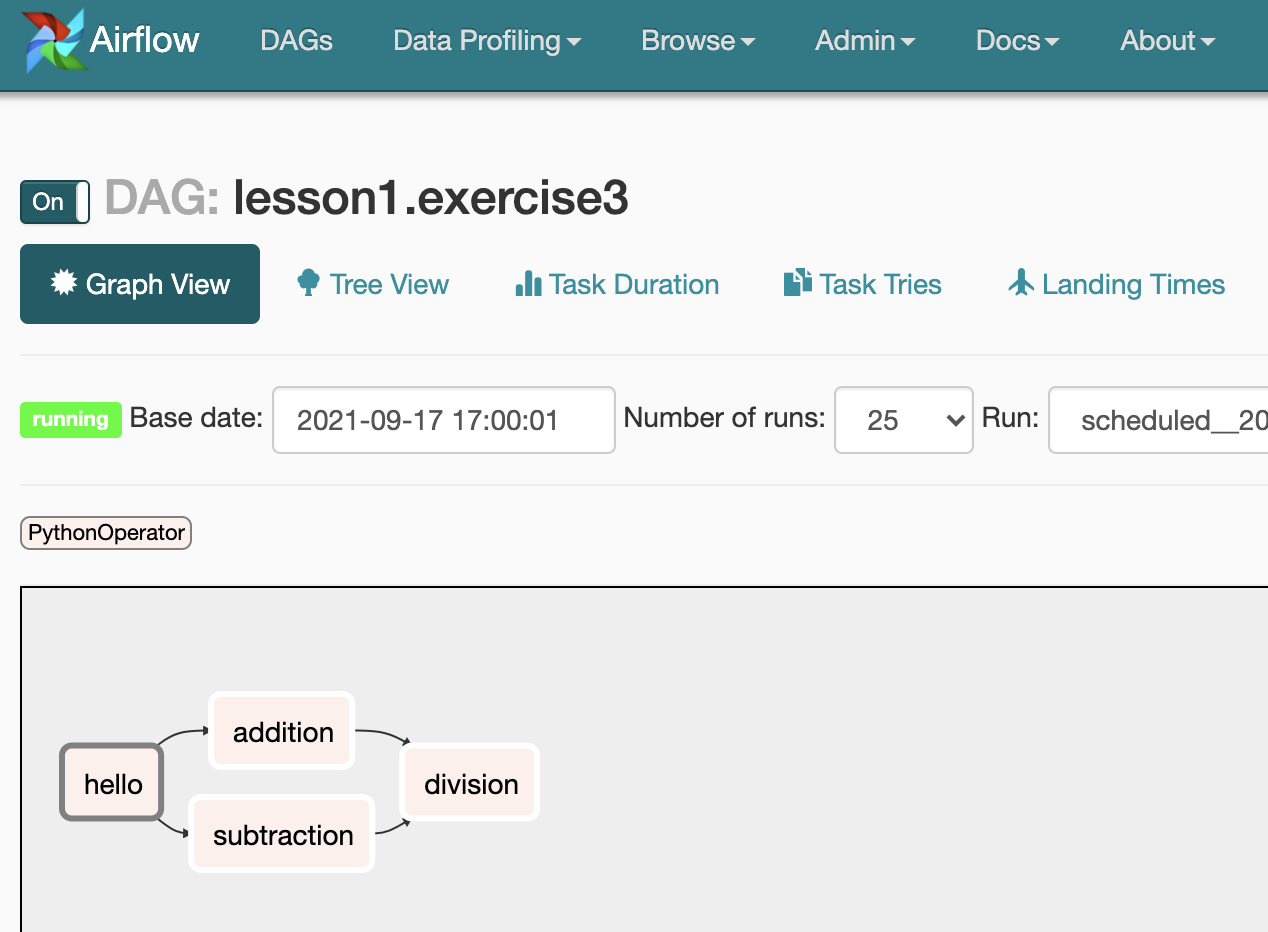 Airflow DAGs Data Profiling Browse Admin Docs About
On DAG: lesson1.exercise3
Graph View Tree View Task Duration Task Tries Landing Times
running Base date: 2021-09-17 17:00:01 Number of runs: 25 Run: scheduled__20
PythonOperator
addition
hello
division
subtraction